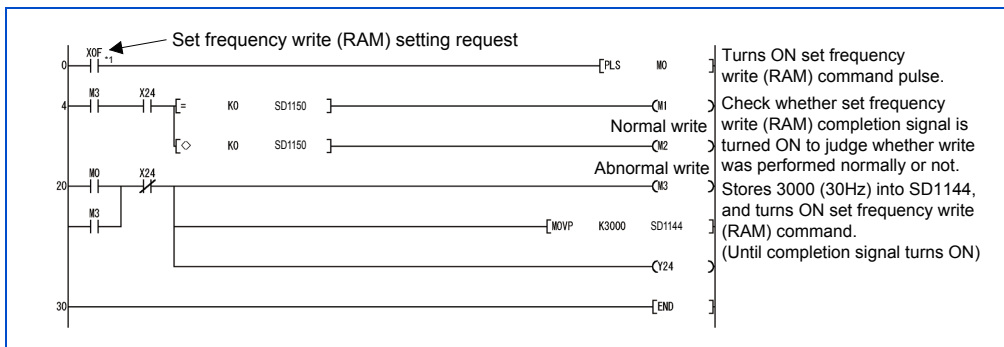 Set frequency write (RAM) setting request
X0F
*1
0
[PLS M0 ]
Turns ON set frequency
write (RAM) command pulse.
M3 X24
4
[= K0 SD1150 ]
(M1 )
Normal write
[<> K0 SD1150 ]
(M2 )
Abnormal write
Check whether set frequency
write (RAM) completion signal is
turned ON to judge whether write
was performed normally or not.
M0 X24
20
(M3 )
M3
[MOVP K3000 SD1144 ]
(Y24 )
Stores 3000 (30Hz) into SD1144,
and turns ON set frequency write
(RAM) command.
(Until completion signal turns ON)
30
[END ]